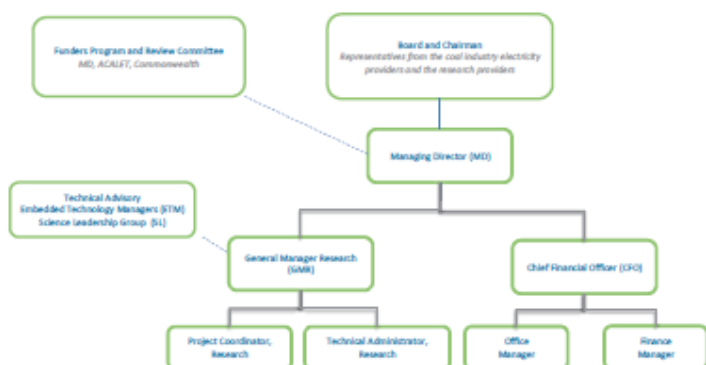 Funders Program and Review Committee
MD, ACALET, Commonwealth
Board and Chairman
Representatives from the coal industry electricity
providers and the research providers
Managing Director (MD)
Technical Advisory
Embedded Technology Managers (ETM)
Science Leadership Group (SL)
General Manager Research
(GMR)
Chief Financial Officer (CFO)
Project Coordinator,
Research
Technical Administrator,
Research
Office
Manager
Finance
Manager